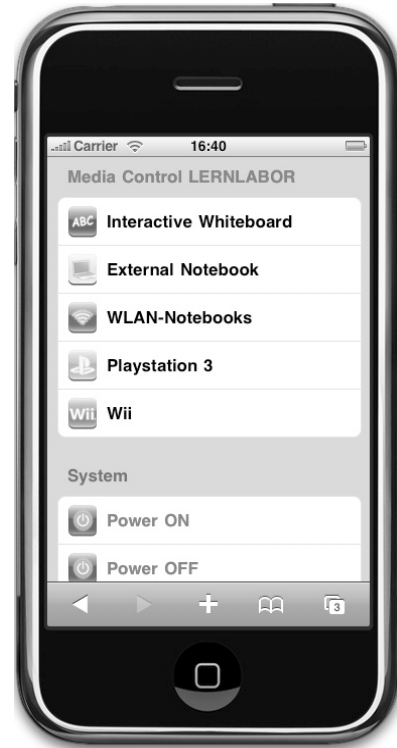 Carrier 16:40
Media Control LERNLABOR
ABC Interactive Whiteboard
External Notebook
WLAN-Notebooks
Playstation 3
Wii Wii
System
Power ON
Power OFF
3